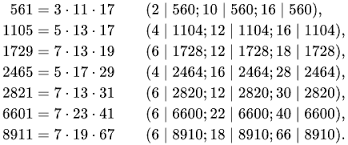 561 = 3 · 11 · 17 (2 | 560; 10 | 560; 16 | 560),
1105 = 5 · 13 · 17 (4 | 1104; 12 | 1104; 16 | 1104),
1729 = 7 · 13 · 19 (6 | 1728; 12 | 1728; 18 | 1728),
2465 = 5 · 17 · 29 (4 | 2464; 16 | 2464; 28 | 2464),
2821 = 7 · 13 · 31 (6 | 2820; 12 | 2820; 30 | 2820),
6601 = 7 · 23 · 41 (6 | 6600; 22 | 6600; 40 | 6600),
8911 = 7 · 19 · 67 (6 | 8910; 18 | 8910; 66 | 8910).